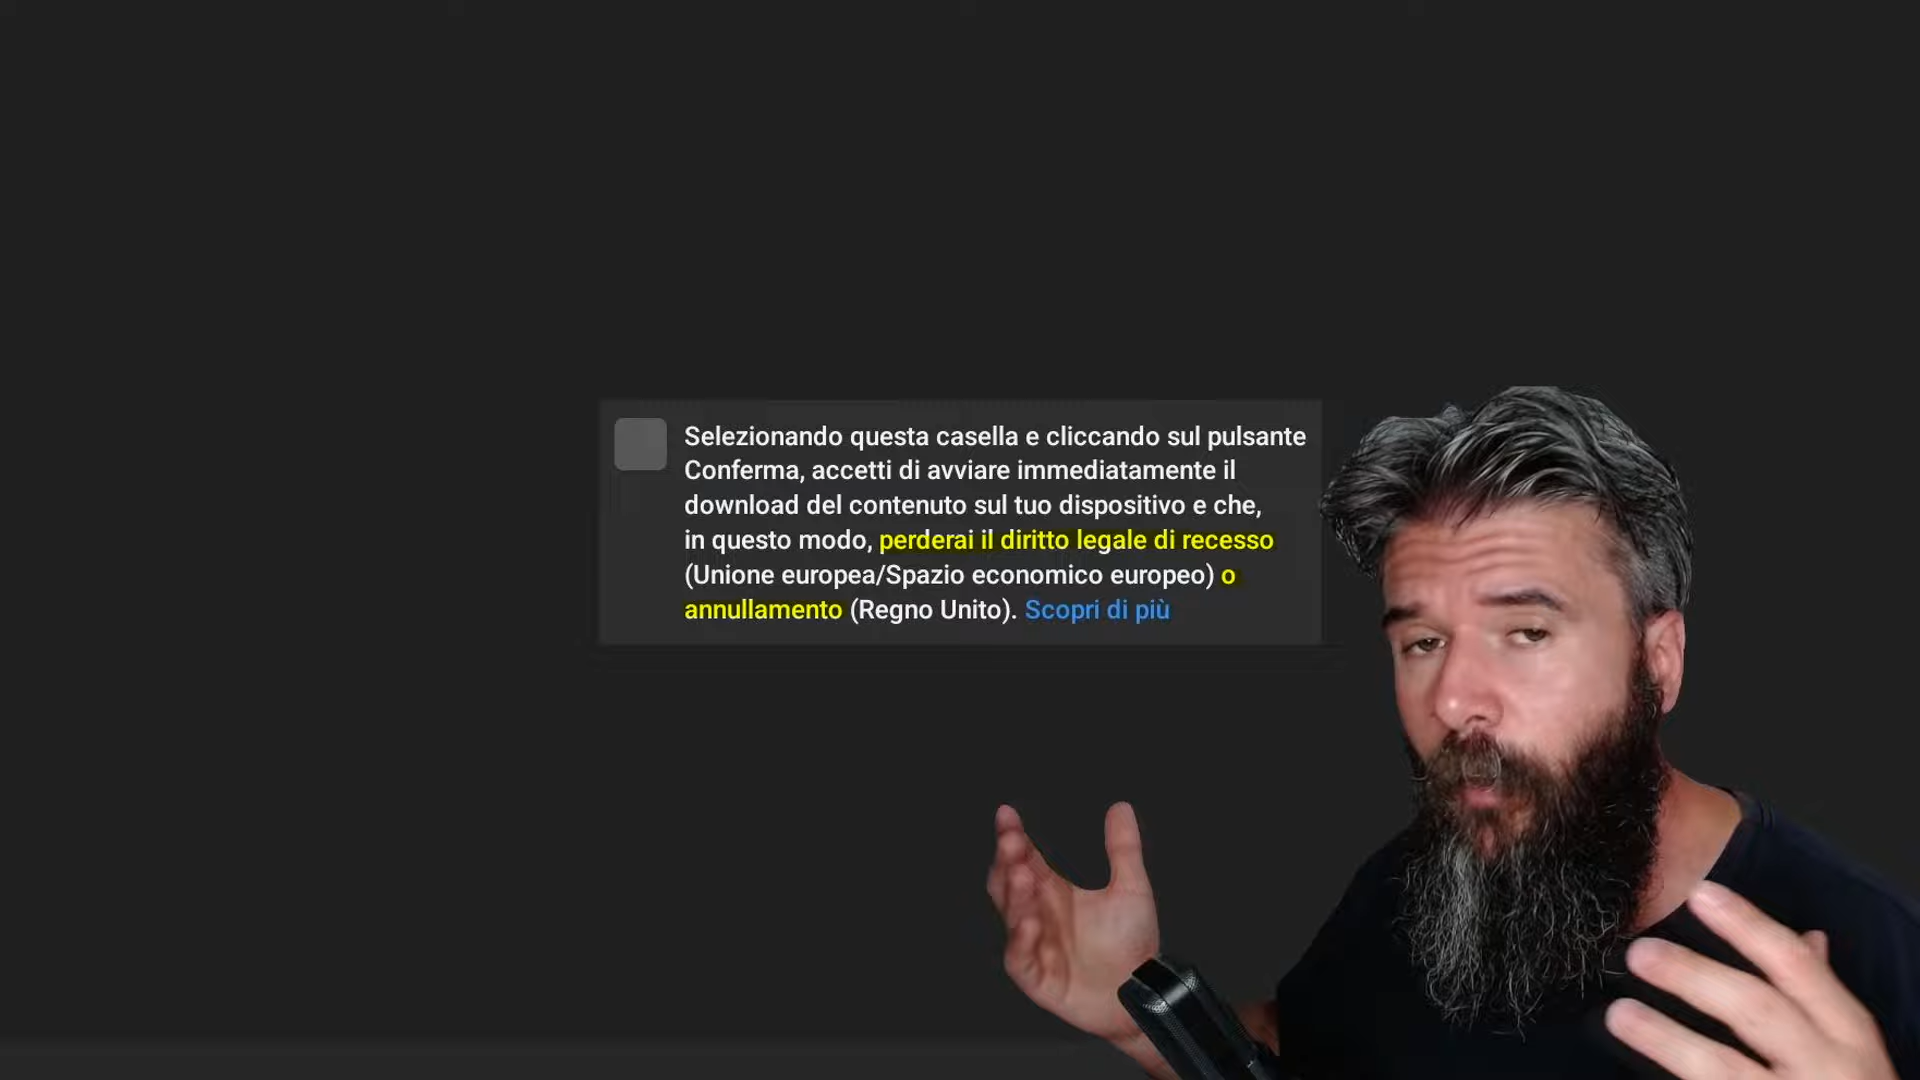 Selezionando questa casella e cliccando sul pulsante
Conferma, accetti di avviare immediatamente il
download del contenuto sul tuo dispositivo e che,
in questo modo, perderai il diritto legale di recesso
(Unione europea/Spazio economico europeo) o
annullamento (Regno Unito). Scopri di più